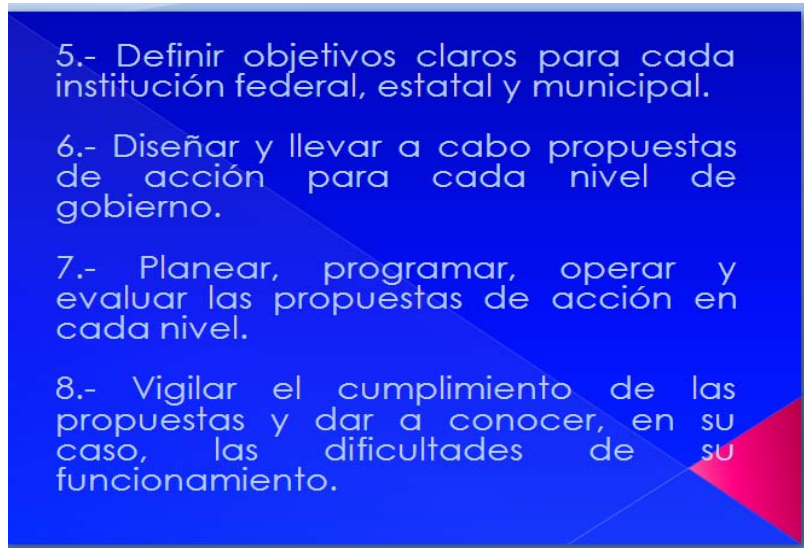 5.- Definir objetivos claros para cada
institución federal, estatal y municipal.
6.- Diseñar y llevar a cabo propuestas
de acción para cada nivel de
gobierno.
7.- Planear, programar, operar y
evaluar las propuestas de acción en
cada nivel.
8.- Vigilar el cumplimiento de las
propuestas y dar a conocer, en su
caso, las dificultades de su
funcionamiento.